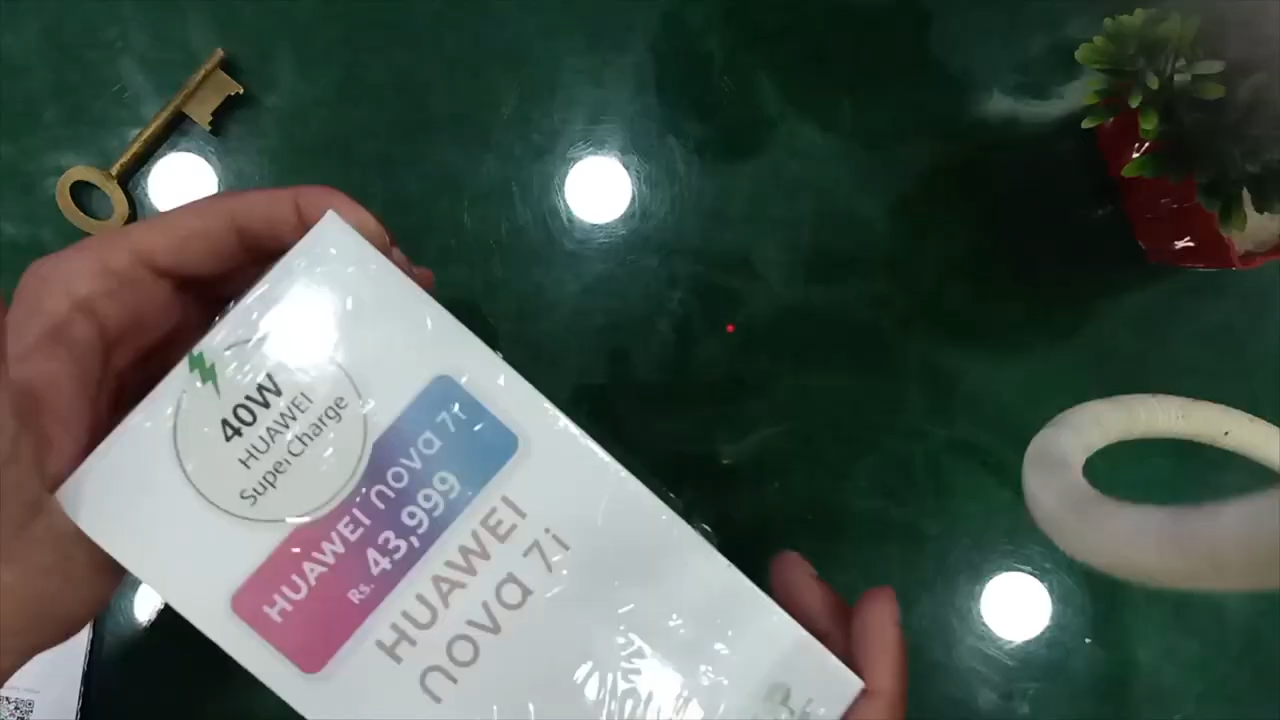 40W
HUAWEI
SuperCharge
HUAWEI nova 7i
Rs. 43,999
HUAWEI
nova 7i